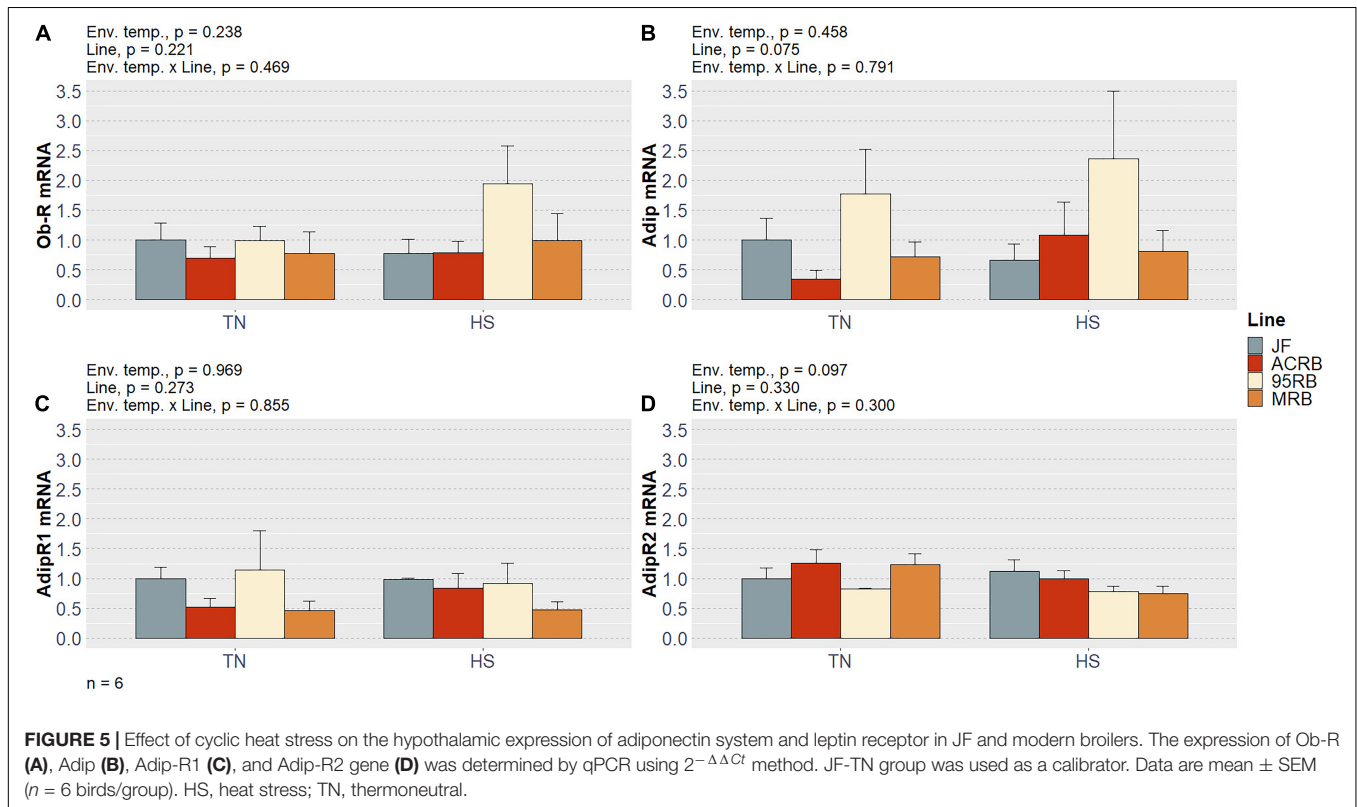 A
Env. temp., p = 0.238
Line, p = 0.221
Env. temp. x Line, p = 0.469
Ob-R mRNA
3.5
3.0
2.5
2.0
1.5
1.0
0.5
0.0
TN HS
B
Env. temp., p = 0.458
Line, p = 0.075
Env. temp. x Line, p = 0.791
Adip mRNA
3.5
3.0
2.5
2.0
1.5
1.0
0.5
0.0
TN HS
C
Env. temp., p = 0.969
Line, p = 0.273
Env. temp. x Line, p = 0.855
AdipR1 mRNA
3.5
3.0
2.5
2.0
1.5
1.0
0.5
0.0
TN HS
n = 6
D
Env. temp., p = 0.097
Line, p = 0.330
Env. temp. x Line, p = 0.300
AdipR2 mRNA
3.5
3.0
2.5
2.0
1.5
1.0
0.5
0.0
TN HS
Line
JF
ACRB
95RB
MRB
FIGURE 5 | Effect of cyclic heat stress on the hypothalamic expression of adiponectin system and leptin receptor in JF and modern broilers. The expression of Ob-R
(A), Adip (B), Adip-R1 (C), and Adip-R2 gene (D) was determined by qPCR using 2^−ΔΔCt method. JF-TN group was used as a calibrator. Data are mean ± SEM
(n = 6 birds/group). HS, heat stress; TN, thermoneutral.